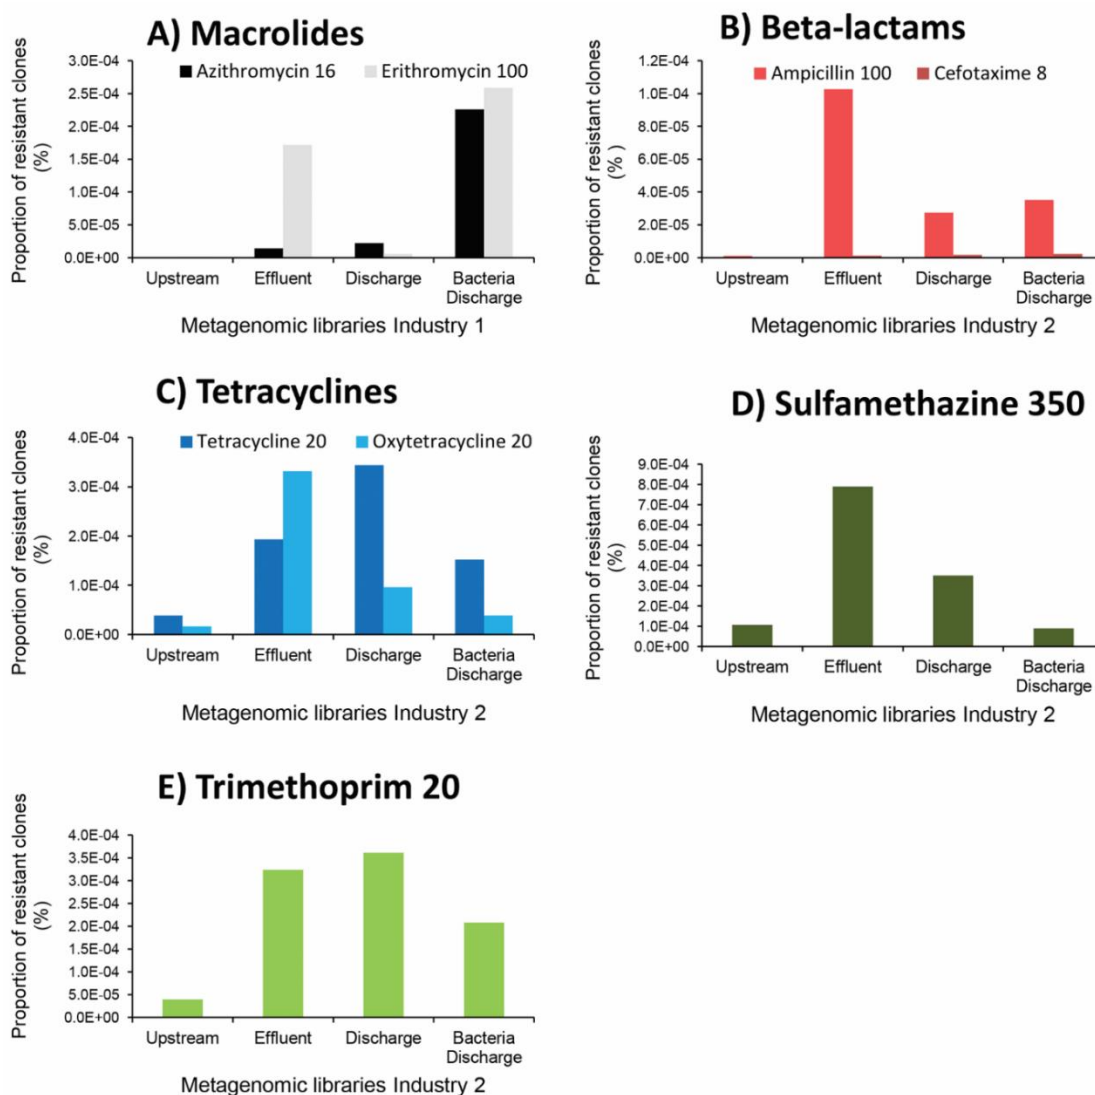 A) Macrolides
Azithromycin 16 Erithromycin 100
Proportion of resistant clones
(%)
3.0E-04
2.5E-04
2.0E-04
1.5E-04
1.0E-04
5.0E-05
0.0E+00
Upstream Effluent Discharge Bacteria
Discharge
Metagenomic libraries Industry 1
B) Beta-lactams
Ampicillin 100 Cefotaxime 8
Proportion of resistant clones
(% )
1.2E-04
1.0E-04
8.0E-05
6.0E-05
4.0E-05
2.0E-05
0.0E+00
Upstream Effluent Discharge Bacteria
Discharge
Metagenomic libraries Industry 2
C) Tetracyclines
Tetracycline 20 Oxytetracycline 20
Proportion of resistant clones
(%)
4.0E-04
3.0E-04
2.0E-04
1.0E-04
0.0E+00
Upstream Effluent Discharge Bacteria
Discharge
Metagenomic libraries Industry 2
D) Sulfamethazine 350
Proportion of resistant clones
(%)
9.0E-04
8.0E-04
7.0E-04
6.0E-04
5.0E-04
4.0E-04
3.0E-04
2.0E-04
1.0E-04
0.0E+00
Upstream Effluent Discharge Bacteria
Discharge
Metagenomic libraries Industry 2
E) Trimethoprim 20
Proportion of resistant clones
(%)
4.0E-04
3.5E-04
3.0E-04
2.5E-04
2.0E-04
1.5E-04
1.0E-04
5.0E-05
0.0E+00
Upstream Effluent Discharge Bacteria
Discharge
Metagenomic libraries Industry 2